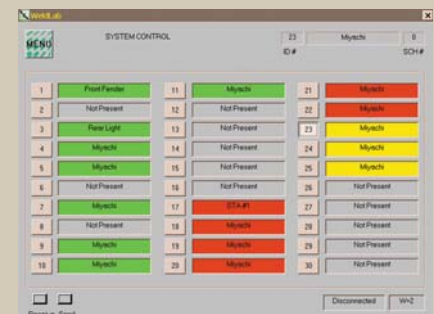 WeldLab
MENU
SYSTEM CONTROL
23 Miyachi 0
ID # SCH #
1 Front Fender 11 Miyachi 21 Miyachi
2 Not Present 12 Not Present 22 Miyachi
3 Rear Light 13 Not Present 23 Miyachi
4 Miyachi 14 Not Present 24 Miyachi
5 Miyachi 15 Not Present 25 Miyachi
6 Not Present 16 Not Present 26 Not Present
7 Miyachi 17 STA #1 27 Not Present
8 Not Present 18 Miyachi 28 Not Present
9 Miyachi 19 Miyachi 29 Not Present
10 Miyachi 20 Miyachi 30 Not Present
Disconnected W+2
Send